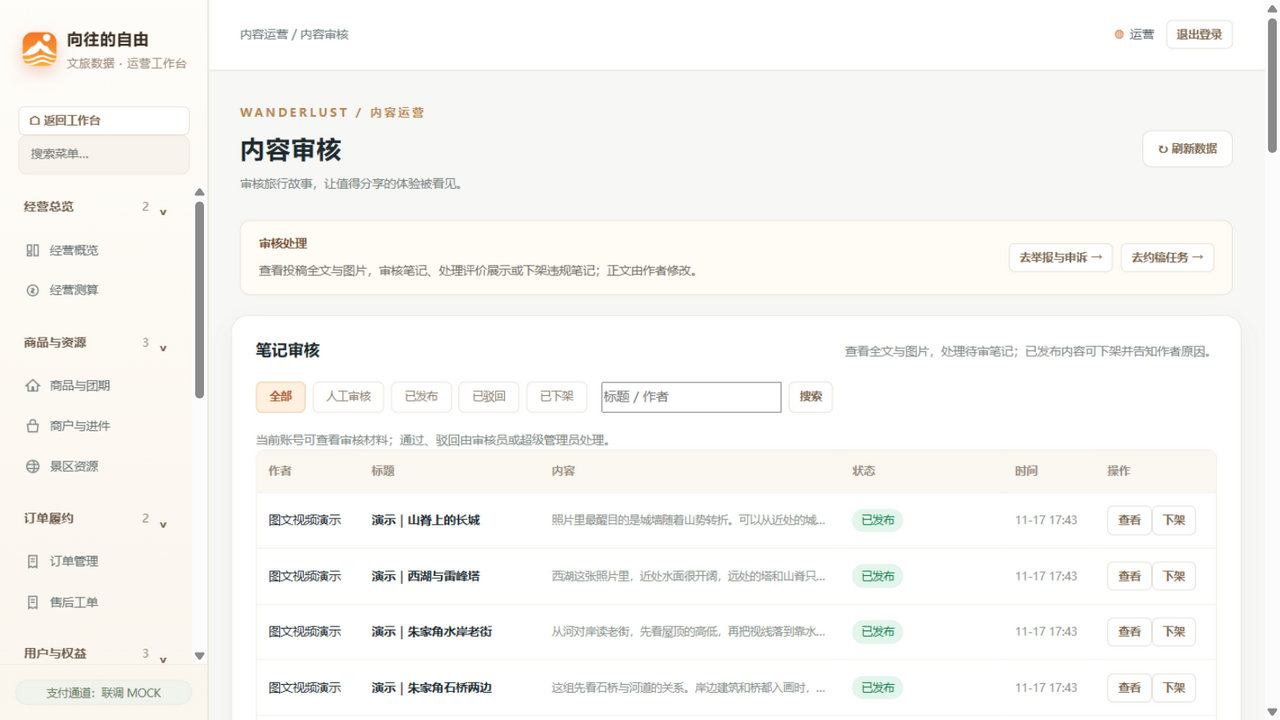 向往的自由
文旅数据 · 运营工作台
返回工作台
搜索菜单...
经营总览 2
经营概览
经营测算
商品与资源 3
商品与团期
商户与进件
景区资源
订单履约 2
订单管理
售后工单
用户与权益 3
支付通道：联调 MOCK
内容运营 / 内容审核
运营 退出登录
WANDERLUST / 内容运营
内容审核
↻ 刷新数据
审核旅行故事，让值得分享的体验被看见。
审核处理
查看投稿全文与图片，审核笔记、处理评价展示或下架违规笔记；正文由作者修改。
去举报与申诉 → 去约稿任务 →
笔记审核
查看全文与图片，处理待审笔记；已发布内容可下架并告知作者原因。
全部 人工审核 已发布 已驳回 已下架 标题 / 作者 搜索
当前账号可查看审核材料；通过、驳回由审核员或超级管理员处理。
作者 标题 内容 状态 时间 操作
图文视频演示 演示 | 山脊上的长城 照片里最醒目的是城墙随着山势转折。可以从近处的城... 已发布 11-17 17:43 查看 下架
图文视频演示 演示 | 西湖与雷峰塔 西湖这张照片里，近处水面很开阔，远处的塔和山脊只... 已发布 11-17 17:43 查看 下架
图文视频演示 演示 | 朱家角水岸老街 从河对岸读老街，先看屋顶的高低，再把视线落到靠水... 已发布 11-17 17:43 查看 下架
图文视频演示 演示 | 朱家角石桥两边 这组先看石桥与河道的关系。岸边建筑和桥都入画时，... 已发布 11-17 17:43 查看 下架